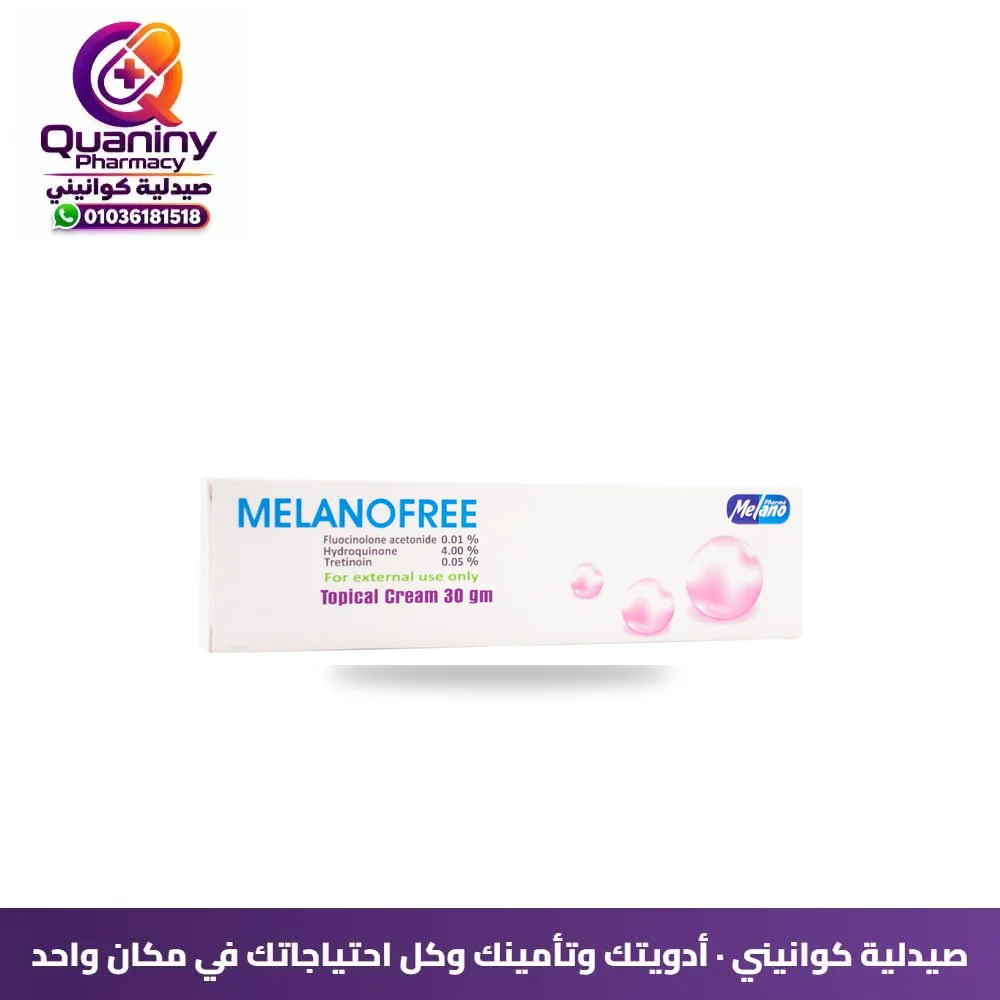 Quaniny
Pharmacy
صيدلية كوانيني
01036181518
MELANOFREE
Fluocinolone acetonide 0.01 %
Hydroquinone 4.00 %
Tretinoin 0.05 %
For external use only
Topical Cream 30 gm
Pharma
Melano
صيدلية كوانيني . أدويتك وتأمينك وكل احتياجاتك في مكان واحد